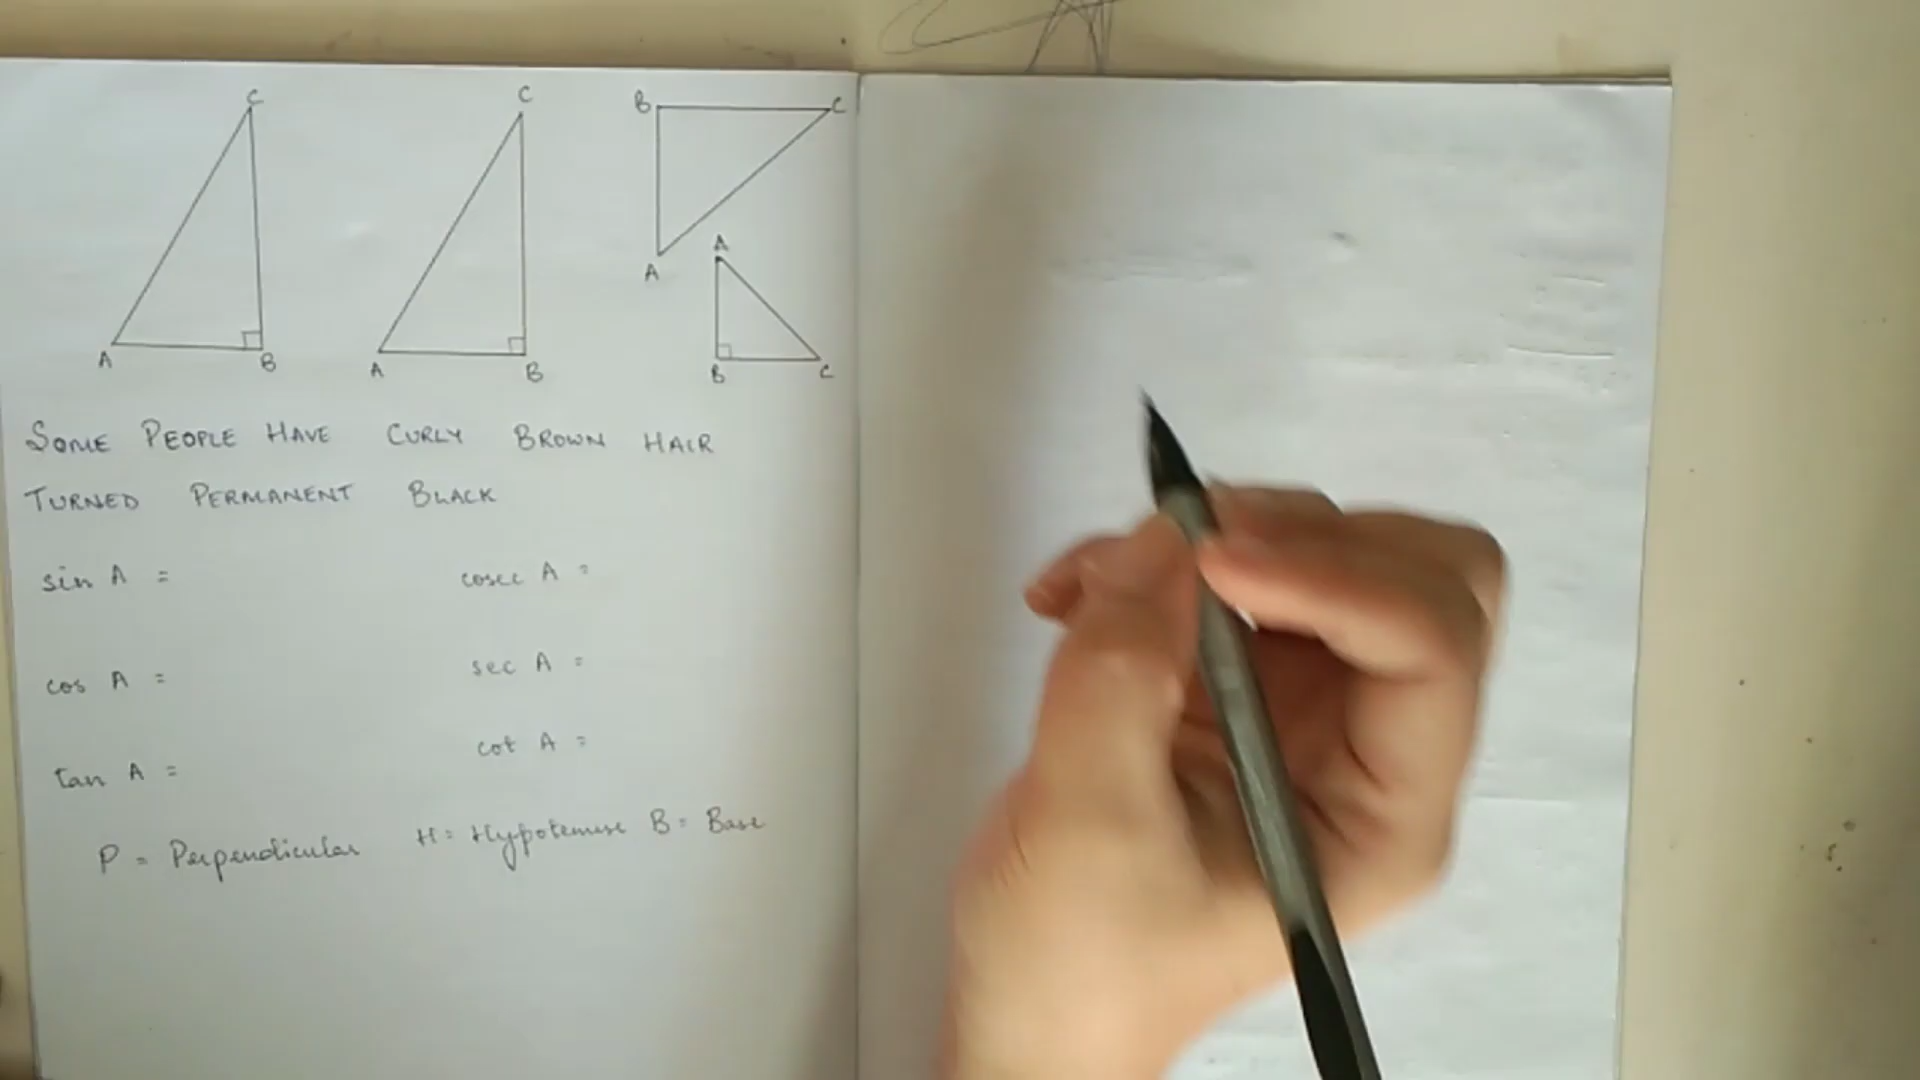 C
C
B C
A
A
A B
A B
B C
SOME PEOPLE HAVE CURLY BROWN HAIR
TURNED PERMANENT BLACK
sin A =
cosec A =
cos A =
sec A =
tan A =
cot A =
P = Perpendicular H = Hypotenuse B = Base